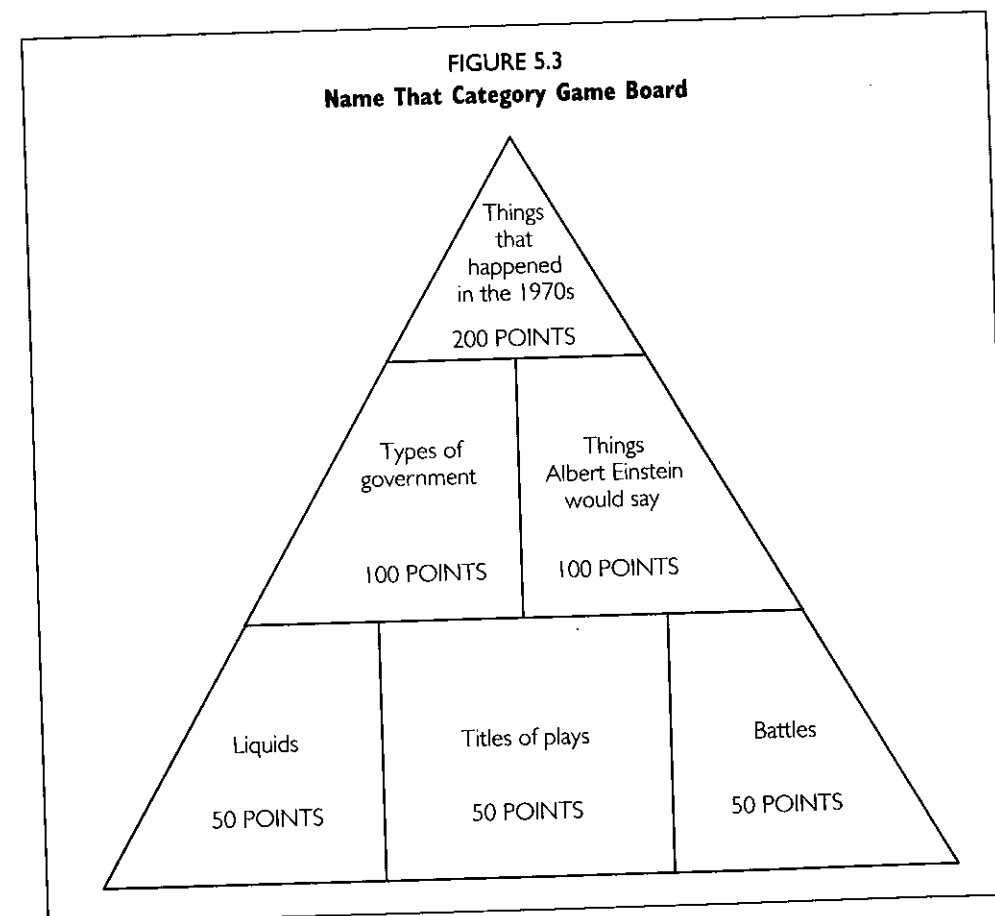 FIGURE 5.3
Name That Category Game Board
Things
that
happened
in the 1970s
200 POINTS
Types of
government
100 POINTS
Things
Albert Einstein
would say
100 POINTS
Liquids
50 POINTS
Titles of plays
50 POINTS
Battles
50 POINTS